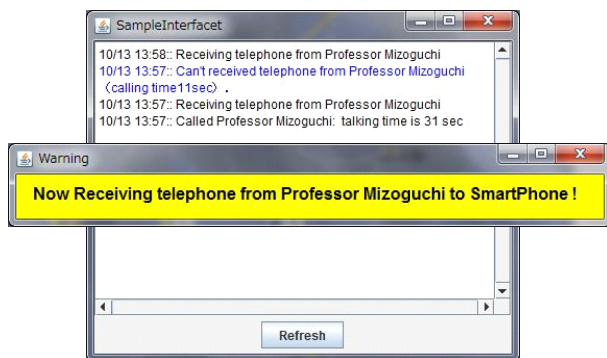 SampleInterfacet
10/13 13:58:: Receiving telephone from Professor Mizoguchi
10/13 13:57:: Can't received telephone from Professor Mizoguchi
（calling time11sec）.
10/13 13:57:: Receiving telephone from Professor Mizoguchi
10/13 13:57:: Called Professor Mizoguchi: talking time is 31 sec
Warning
Now Receiving telephone from Professor Mizoguchi to SmartPhone !
Refresh